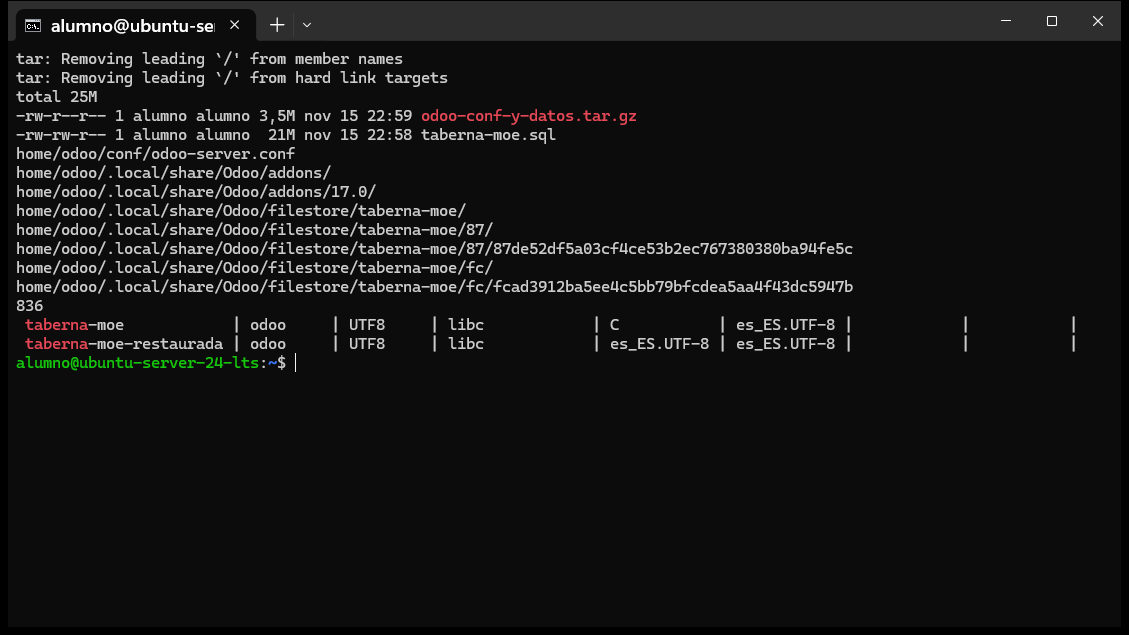 alumno@ubuntu-se
tar: Removing leading `/' from member names
tar: Removing leading `/' from hard link targets
total 25M
-rw-r--r-- 1 alumno alumno 3,5M nov 15 22:59 odoo-conf-y-datos.tar.gz
-rw-rw-r-- 1 alumno alumno  21M nov 15 22:58 taberna-moe.sql
home/odoo/conf/odoo-server.conf
home/odoo/.local/share/Odoo/addons/
home/odoo/.local/share/Odoo/addons/17.0/
home/odoo/.local/share/Odoo/filestore/taberna-moe/
home/odoo/.local/share/Odoo/filestore/taberna-moe/87/
home/odoo/.local/share/Odoo/filestore/taberna-moe/87/87de52df5a03cf4ce53b2ec767380380ba94fe5c
home/odoo/.local/share/Odoo/filestore/taberna-moe/fc/
home/odoo/.local/share/Odoo/filestore/taberna-moe/fc/fcad3912ba5ee4c5bb79bfcdea5aa4f43dc5947b
836
 taberna-moe            | odoo     | UTF8     | libc            | C           | es_ES.UTF-8 |            |           |
 taberna-moe-restaurada | odoo     | UTF8     | libc            | es_ES.UTF-8 | es_ES.UTF-8 |            |           |
alumno@ubuntu-server-24-lts:~$